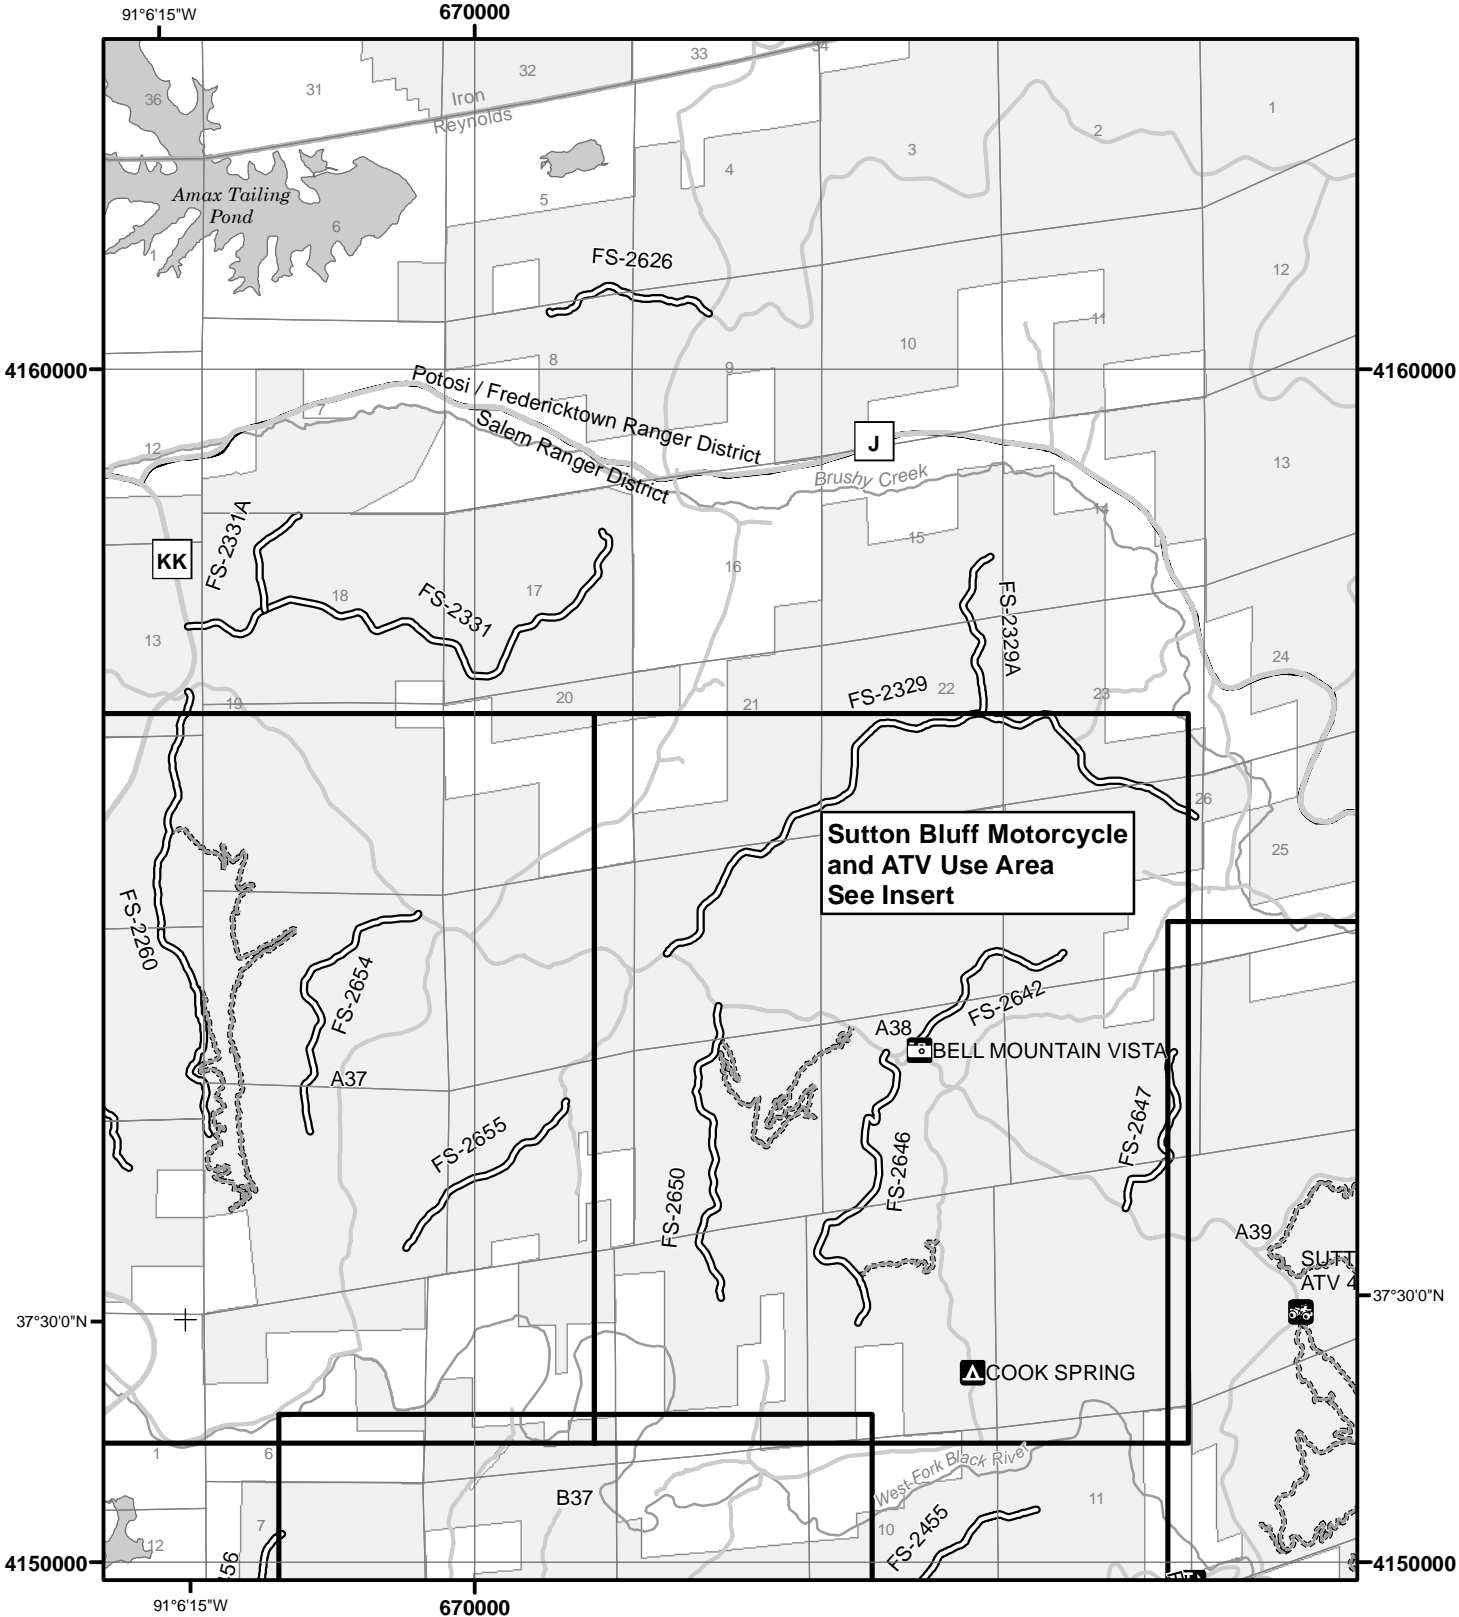 91°6'15"W
670000
33
34
32
31
36
Iron
Reynolds
1
2
3
4
Amax Tailing
Pond
5
6
1
FS-2626
12
11
10
8
9
4160000
4160000
Potosi / Fredericktown Ranger District
Salem Ranger District
7
12
J
Brushy Creek
13
14
15
16
KK
FS-2331A
18
FS-2331
17
FS-2329A
13
24
19
20
21
FS-2329
22
23
26
Sutton Bluff Motorcycle
and ATV Use Area
See Insert
25
FS-2260
FS-2654
FS-2642
A38
BELL MOUNTAIN VISTA
A37
FS-2655
FS-2650
FS-2646
FS-2647
A39
SUTT
ATV 4
37°30'0"N
37°30'0"N
COOK SPRING
1
6
West Fork Black River
B37
11
10
7
12
FS-2455
156
4150000
4150000
91°6'15"W
670000